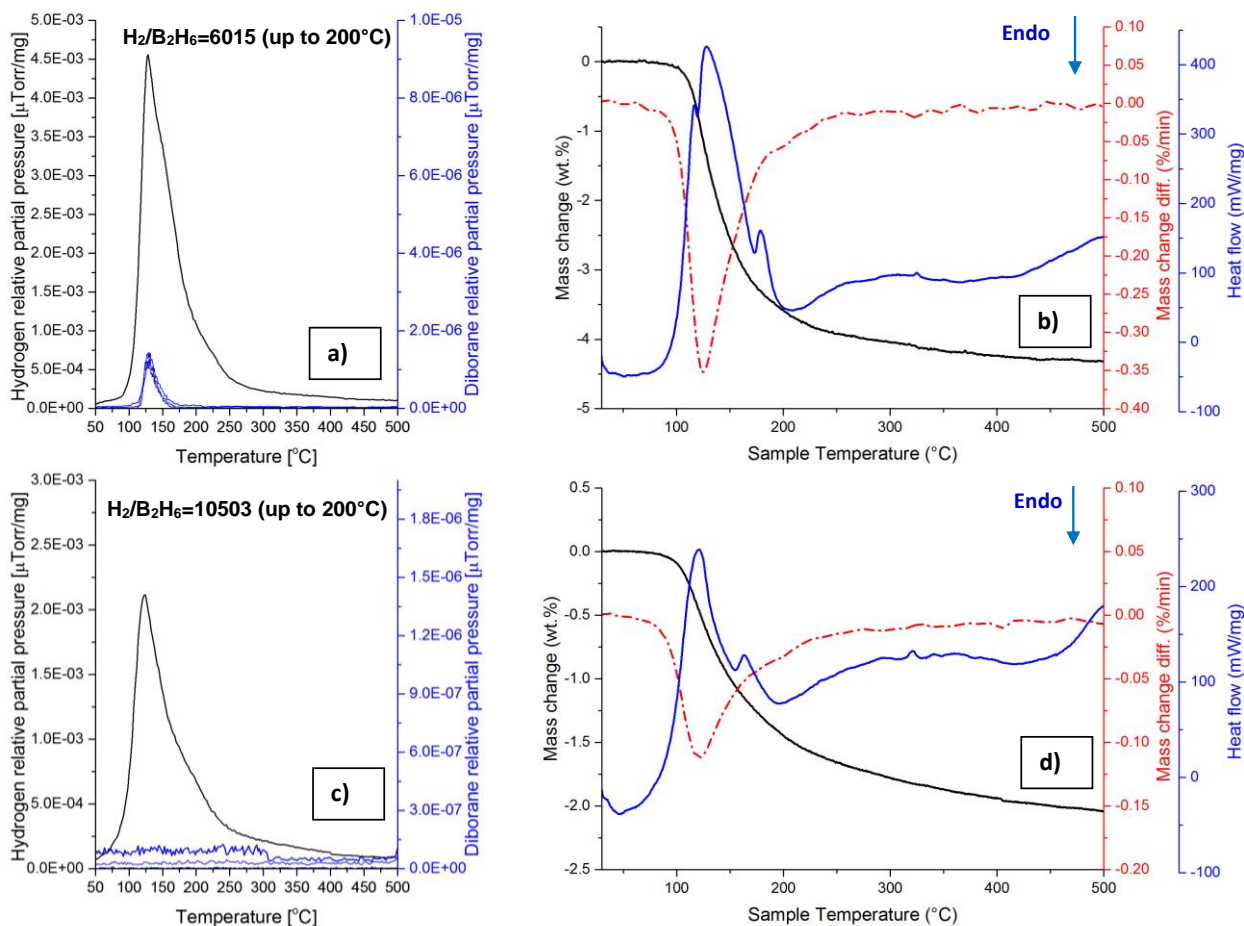 H2/B2H6=6015 (up to 200°C)
5.0E-03
4.5E-03
4.0E-03
3.5E-03
3.0E-03
2.5E-03
2.0E-03
1.5E-03
1.0E-03
5.0E-04
0.0E+00
Hydrogen relative partial pressure [μTorr/mg]
1.0E-05
8.0E-06
6.0E-06
4.0E-06
2.0E-06
0.0E+00
Diborane relative partial pressure [μTorr/mg]
a)
50 100 150 200 250 300 350 400 450 500
Temperature [°C]
Endo
0
-1
-2
-3
-4
-5
Mass change (wt.%)
0.10
0.05
0.00
-0.05
-0.10
-0.15
-0.20
-0.25
-0.30
-0.35
-0.40
Mass change diff. (%/min)
400
300
200
100
0
-100
Heat flow (mW/mg)
b)
100 200 300 400 500
Sample Temperature (°C)
H2/B2H6=10503 (up to 200°C)
3.0E-03
2.5E-03
2.0E-03
1.5E-03
1.0E-03
5.0E-04
0.0E+00
Hydrogen relative partial pressure [μTorr/mg]
1.8E-06
1.5E-06
1.2E-06
9.0E-07
6.0E-07
3.0E-07
0.0E+00
Diborane relative partial pressure [μTorr/mg]
c)
50 100 150 200 250 300 350 400 450 500
Temperature [°C]
Endo
0.5
0.0
-0.5
-1.0
-1.5
-2.0
-2.5
Mass change (wt.%)
0.10
0.05
0.00
-0.05
-0.10
-0.15
-0.20
Mass change diff. (%/min)
300
200
100
0
-100
Heat flow (mW/mg)
d)
100 200 300 400 500
Sample Temperature (°C)